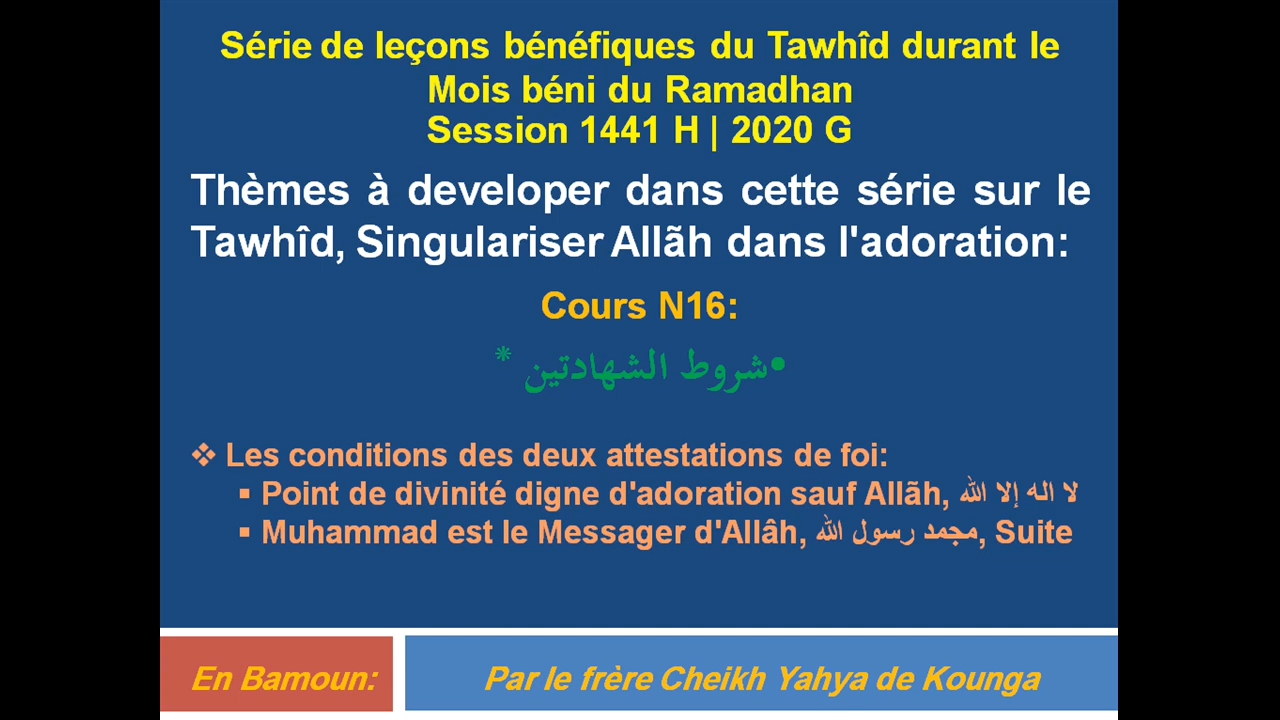 Série de leçons bénéfiques du Tawhîd durant le
Mois béni du Ramadhan
Session 1441 H | 2020 G
Thèmes à developer dans cette série sur le
Tawhîd, Singulariser Allãh dans l'adoration:
Cours N16:
•شروط الشهادتين *
❖ Les conditions des deux attestations de foi:
▪ Point de divinité digne d'adoration sauf Allãh, لا اله إلا الله
▪ Muhammad est le Messager d'Allâh, مجمد رسول الله, Suite
En Bamoun:
Par le frère Cheikh Yahya de Kounga